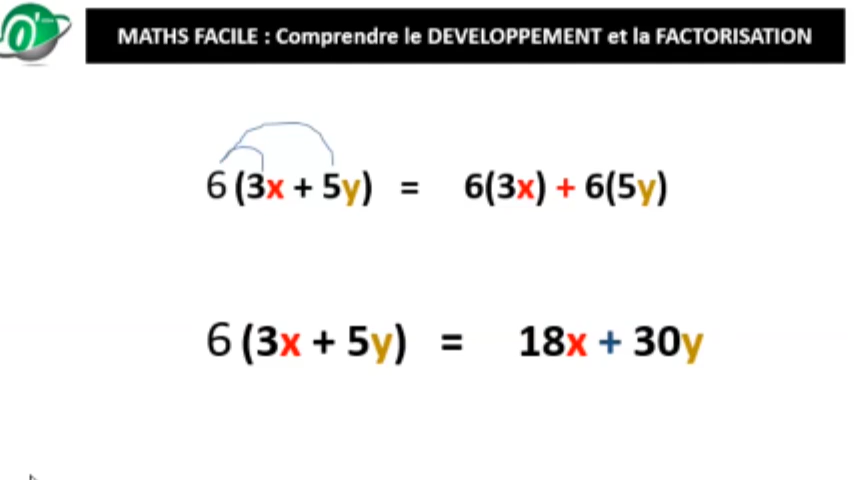 O'
MATHS FACILE : Comprendre le DEVELOPPEMENT et la FACTORISATION
6 (3x + 5y) = 6(3x) + 6(5y)
6 (3x + 5y) = 18x + 30y